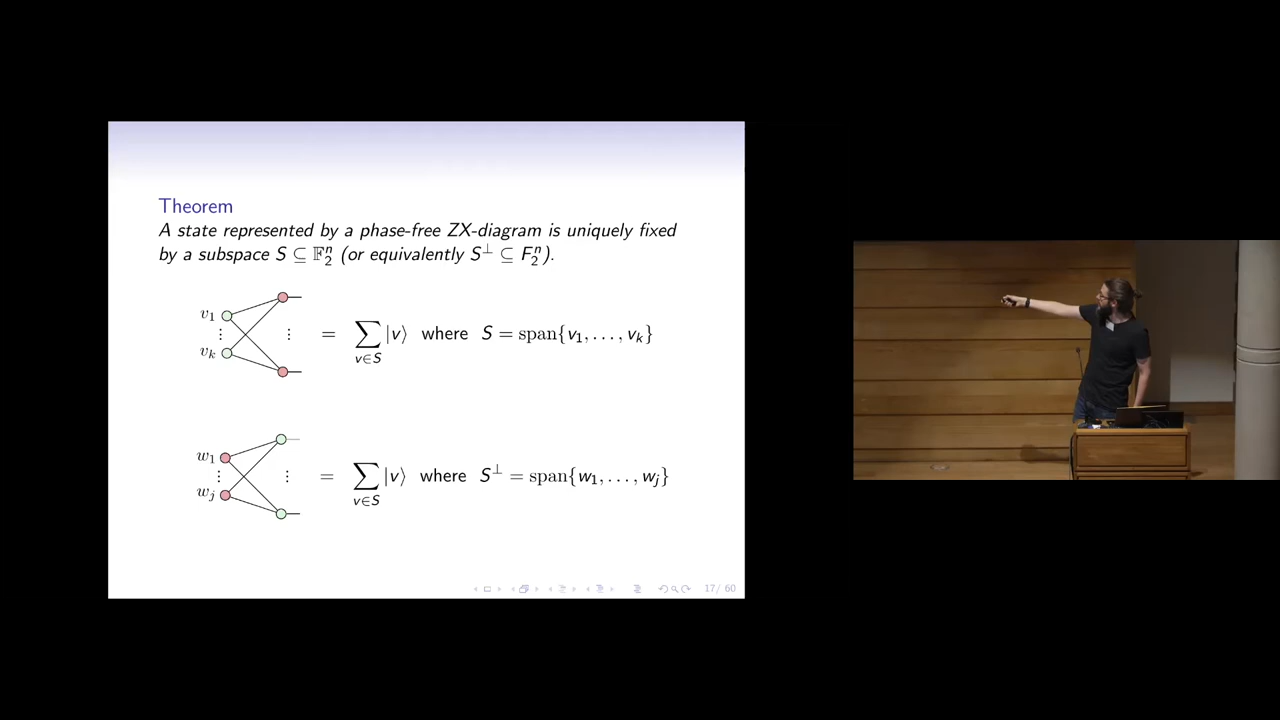 Theorem
A state represented by a phase-free ZX-diagram is uniquely fixed
by a subspace S ⊆ 𝔽₂ⁿ (or equivalently S^⊥ ⊆ F₂ⁿ).
v₁
⋮ ⋮ = ∑_{v∈S} |v⟩ where S = span{v₁, …, vₖ}
vₖ
w₁
⋮ ⋮ = ∑_{v∈S} |v⟩ where S^⊥ = span{w₁, …, wⱼ}
wⱼ
17/ 60